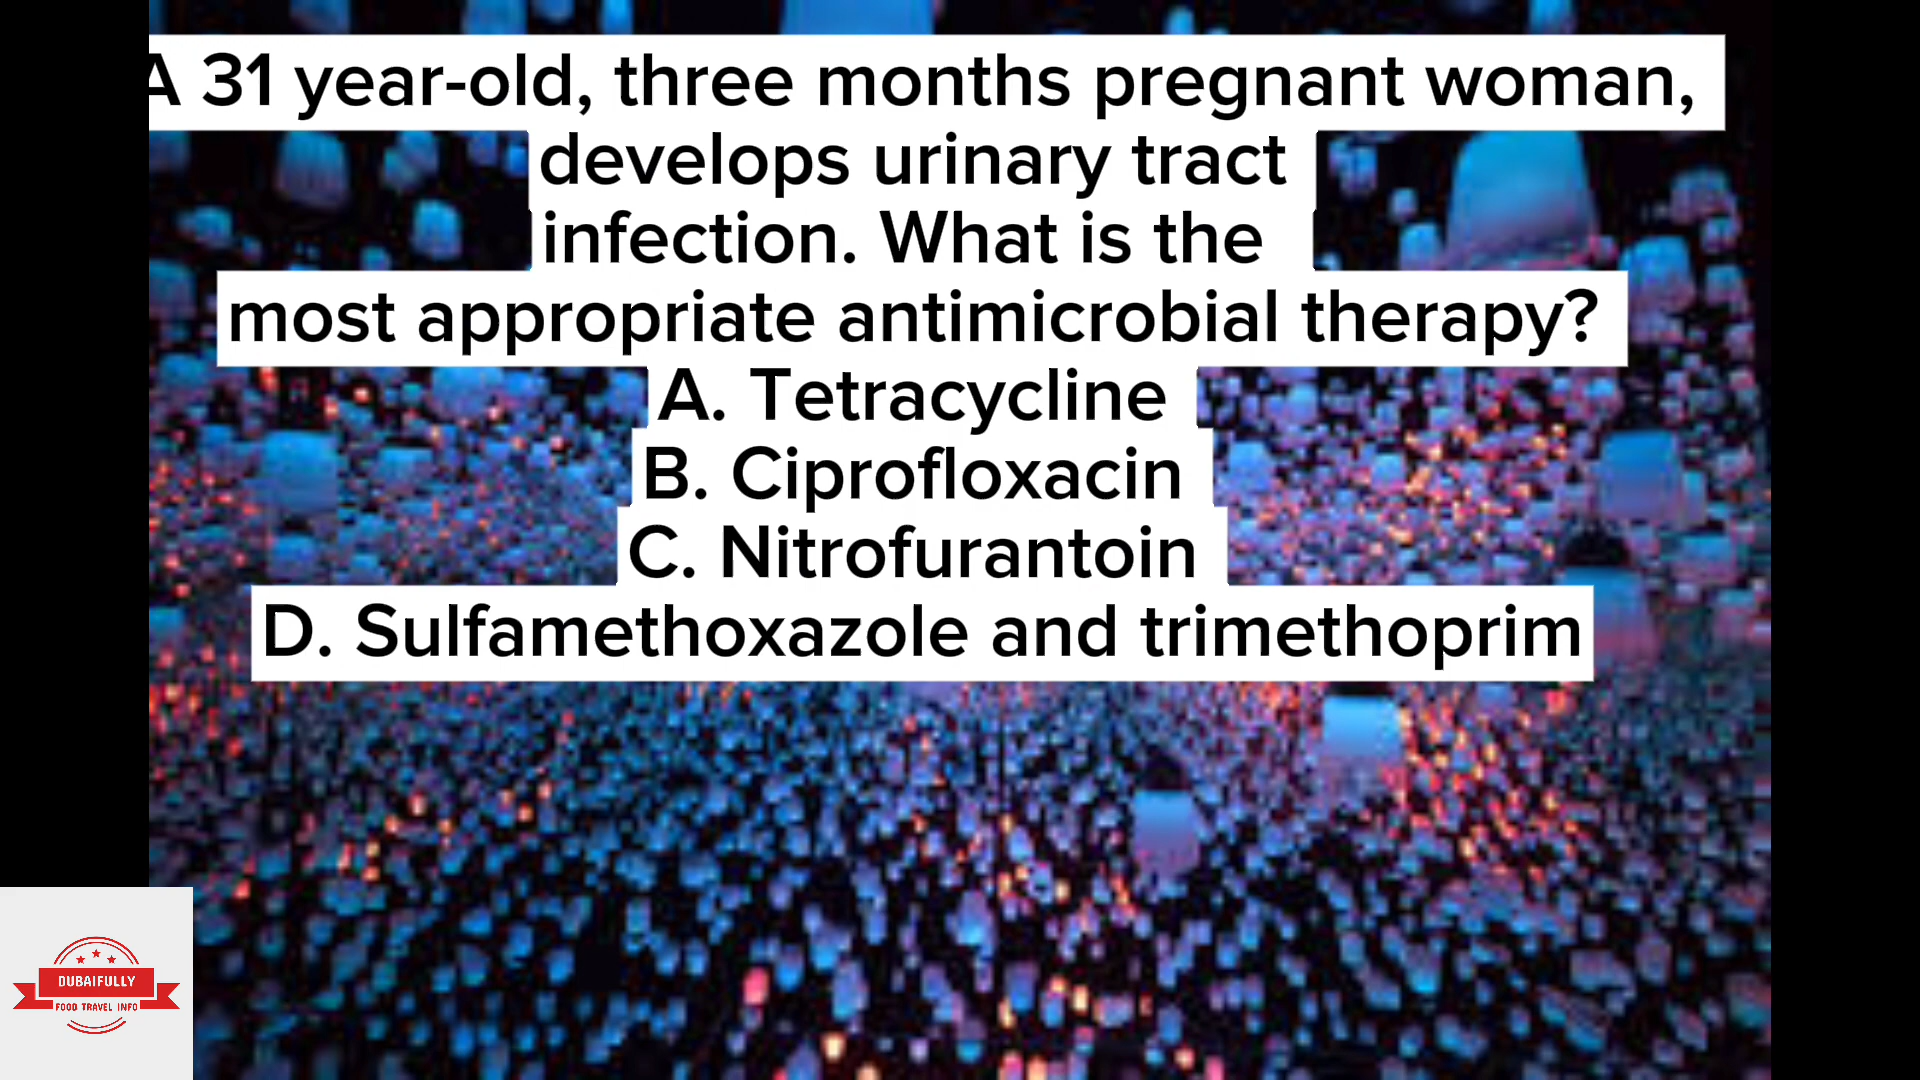 A 31 year-old, three months pregnant woman,
develops urinary tract
infection. What is the
most appropriate antimicrobial therapy?
A. Tetracycline
B. Ciprofloxacin
C. Nitrofurantoin
D. Sulfamethoxazole and trimethoprim
DUBAIFULLY
FOOD TRAVEL INFO